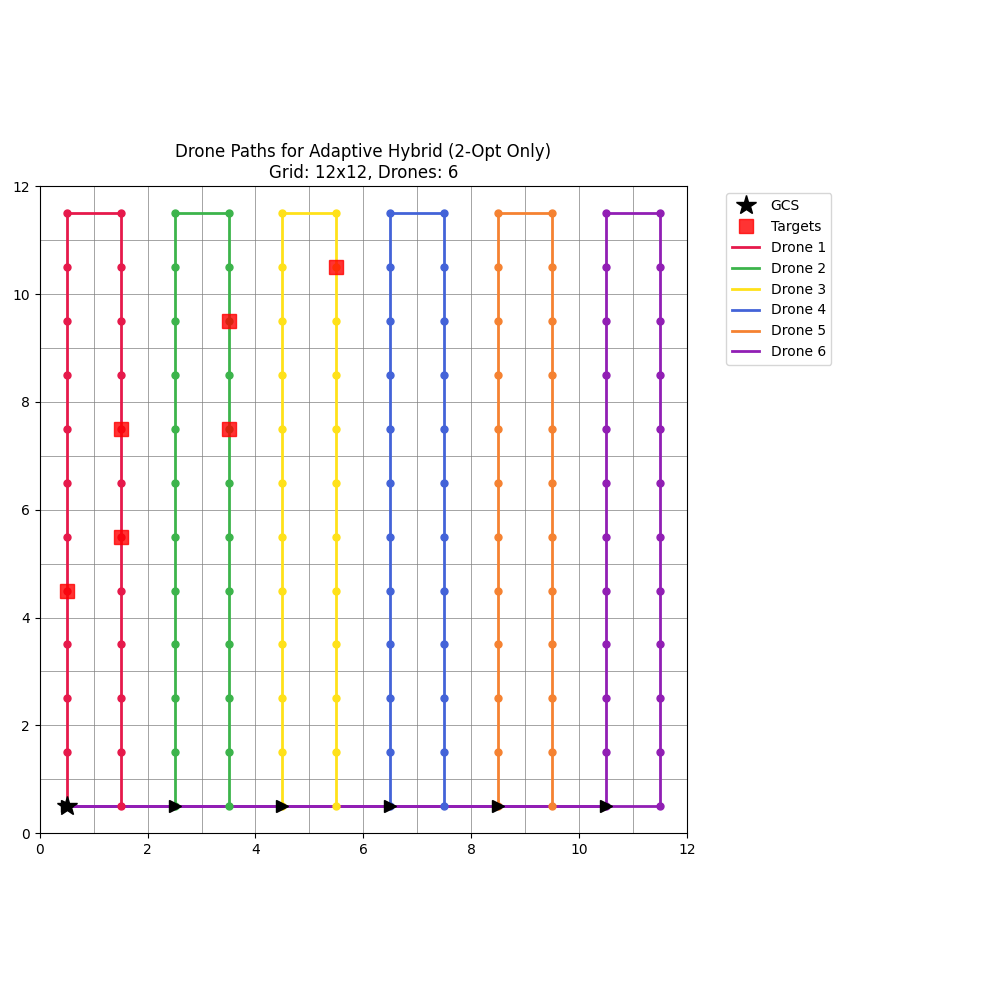 Drone Paths for Adaptive Hybrid (2-Opt Only)
Grid: 12x12, Drones: 6
GCS
Targets
Drone 1
Drone 2
Drone 3
Drone 4
Drone 5
Drone 6
12
10
8
6
4
2
0
0 2 4 6 8 10 12